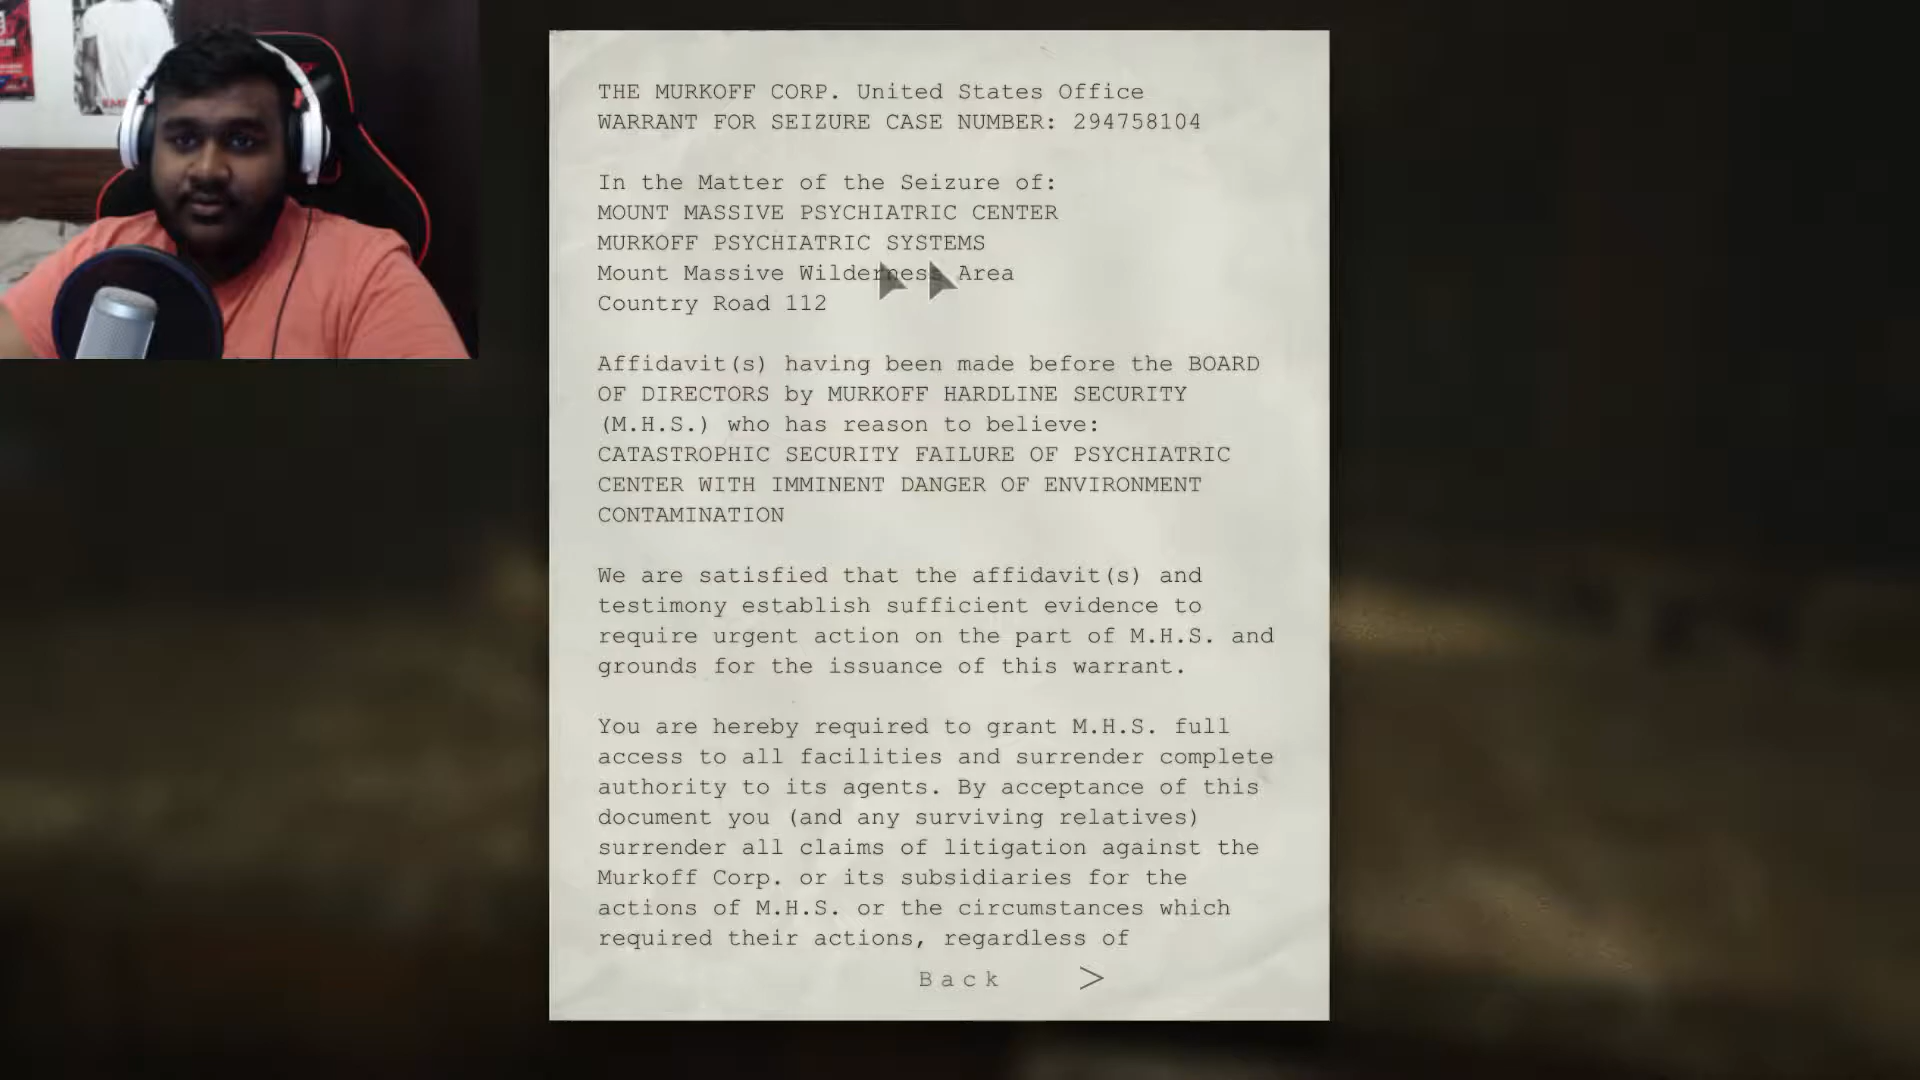 THE MURKOFF CORP. United States Office
WARRANT FOR SEIZURE CASE NUMBER: 294758104
In the Matter of the Seizure of:
MOUNT MASSIVE PSYCHIATRIC CENTER
MURKOFF PSYCHIATRIC SYSTEMS
Mount Massive Wilderness Area
Country Road 112
Affidavit(s) having been made before the BOARD
OF DIRECTORS by MURKOFF HARDLINE SECURITY
(M.H.S.) who has reason to believe:
CATASTROPHIC SECURITY FAILURE OF PSYCHIATRIC
CENTER WITH IMMINENT DANGER OF ENVIRONMENT
CONTAMINATION
We are satisfied that the affidavit(s) and
testimony establish sufficient evidence to
require urgent action on the part of M.H.S. and
grounds for the issuance of this warrant.
You are hereby required to grant M.H.S. full
access to all facilities and surrender complete
authority to its agents. By acceptance of this
document you (and any surviving relatives)
surrender all claims of litigation against the
Murkoff Corp. or its subsidiaries for the
actions of M.H.S. or the circumstances which
required their actions, regardless of
Back >